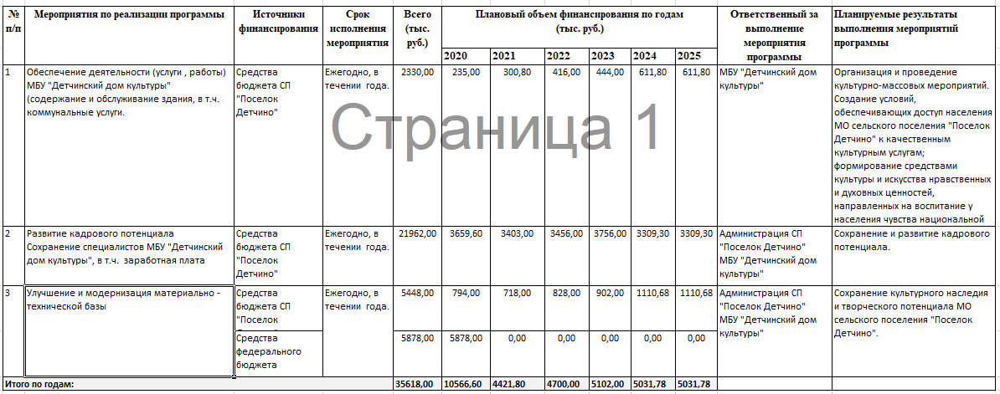 № п/п
Мероприятия по реализации программы
Источники финансирования
Срок исполнения мероприятия
Всего (тыс. руб.)
Плановый объем финансирования по годам
(тыс. руб.)
2020 2021 2022 2023 2024 2025
Ответственный за выполнение мероприятия программы
Планируемые результаты выполнения мероприятий программы
1
Обеспечение деятельности (услуги , работы)
МБУ "Детчинский дом культуры"
(содержание и обслуживание здания, в т.ч.
коммунальные услуги.
Средства
бюджета СП
"Поселок
Детчино"
Ежегодно, в
течении года.
2330,00 235,00 300,80 416,00 444,00 611,80 611,80
МБУ "Детчинский дом
культуры"
Организация и проведение
культурно-массовых мероприятий.
Создание условий,
обеспечивающих доступ населения
МО сельского поселения "Поселок
Детчино" к качественным
культурным услугам;
формирование средствами
культуры и искусства нравственных
и духовных ценностей,
направленных на воспитание у
населения чувства национальной
Страница 1
2
Развитие кадрового потенциала
Сохранение специалистов МБУ "Детчинский
дом культуры", в т.ч. заработная плата
Средства
бюджета СП
"Поселок
Детчино"
Ежегодно, в
течении года.
21962,00 3659,60 3403,00 3456,00 3756,00 3309,30 3309,30
Администрация СП
"Поселок Детчино"
МБУ "Детчинский дом
культуры"
Сохранение и развитие кадрового
потенциала.
3
Улучшение и модернизация материально -
технической базы
Средства
бюджета СП
"Поселок
Ежегодно, в
течении года.
5448,00 794,00 718,00 828,00 902,00 1110,68 1110,68
Администрация СП
"Поселок Детчино"
МБУ "Детчинский дом
культуры"
Сохранение культурного наследия
и творческого потенциала МО
сельского поселения "Поселок
Детчино".
Средства
федерального
бюджета
5878,00 5878,00 0,00 0,00 0,00 0,00 0,00
Итого по годам: 35618,00 10566,60 4421,80 4700,00 5102,00 5031,78 5031,78